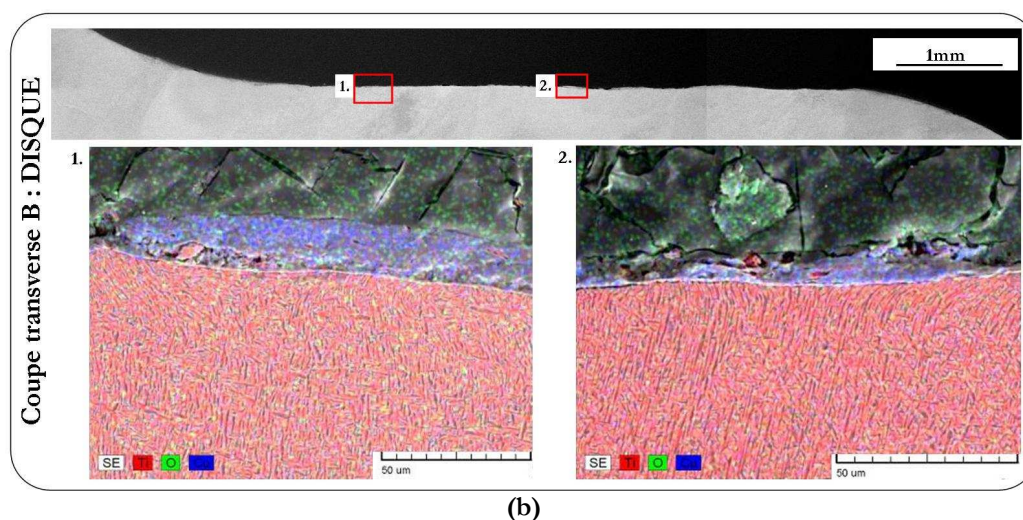 Coupe transverse B : DISQUE
1mm
1.
2.
1.
2.
SE Ti O
50 um
SE Ti O
50 um
(b)